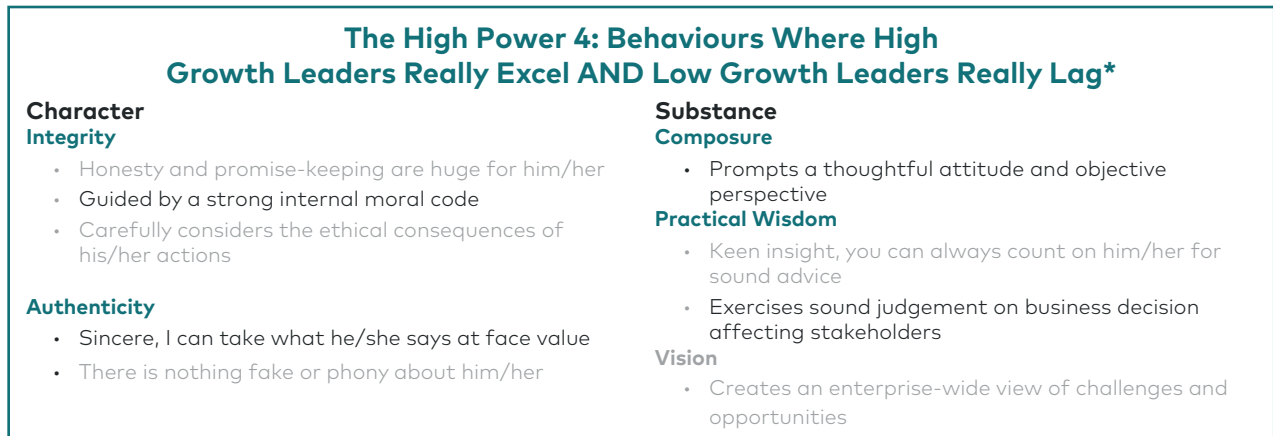 The High Power 4: Behaviours Where High
Growth Leaders Really Excel AND Low Growth Leaders Really Lag*
Character
Integrity
• Honesty and promise-keeping are huge for him/her
• Guided by a strong internal moral code
• Carefully considers the ethical consequences of
his/her actions
Authenticity
• Sincere, I can take what he/she says at face value
• There is nothing fake or phony about him/her
Substance
Composure
• Prompts a thoughtful attitude and objective
perspective
Practical Wisdom
• Keen insight, you can always count on him/her for
sound advice
• Exercises sound judgement on business decision
affecting stakeholders
Vision
• Creates an enterprise-wide view of challenges and
opportunities